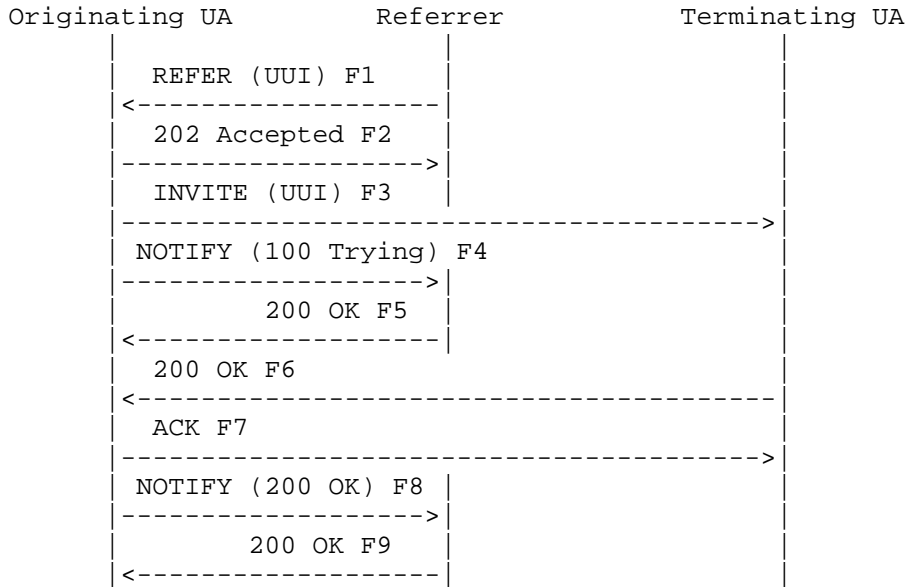 Originating UA Referrer Terminating UA
REFER (UUI) F1
202 Accepted F2
INVITE (UUI) F3
NOTIFY (100 Trying) F4
200 OK F5
200 OK F6
ACK F7
NOTIFY (200 OK) F8
200 OK F9